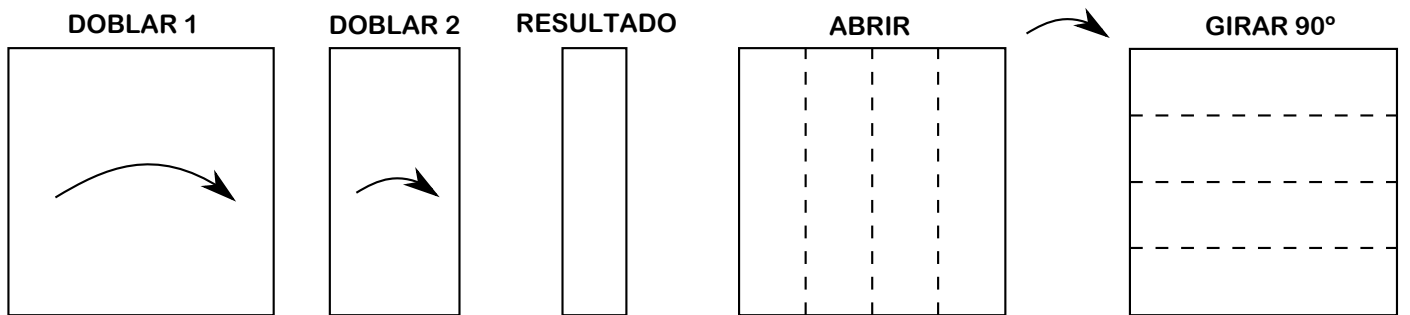 DOBLAR 1
DOBLAR 2
RESULTADO
ABRIR
GIRAR 90º